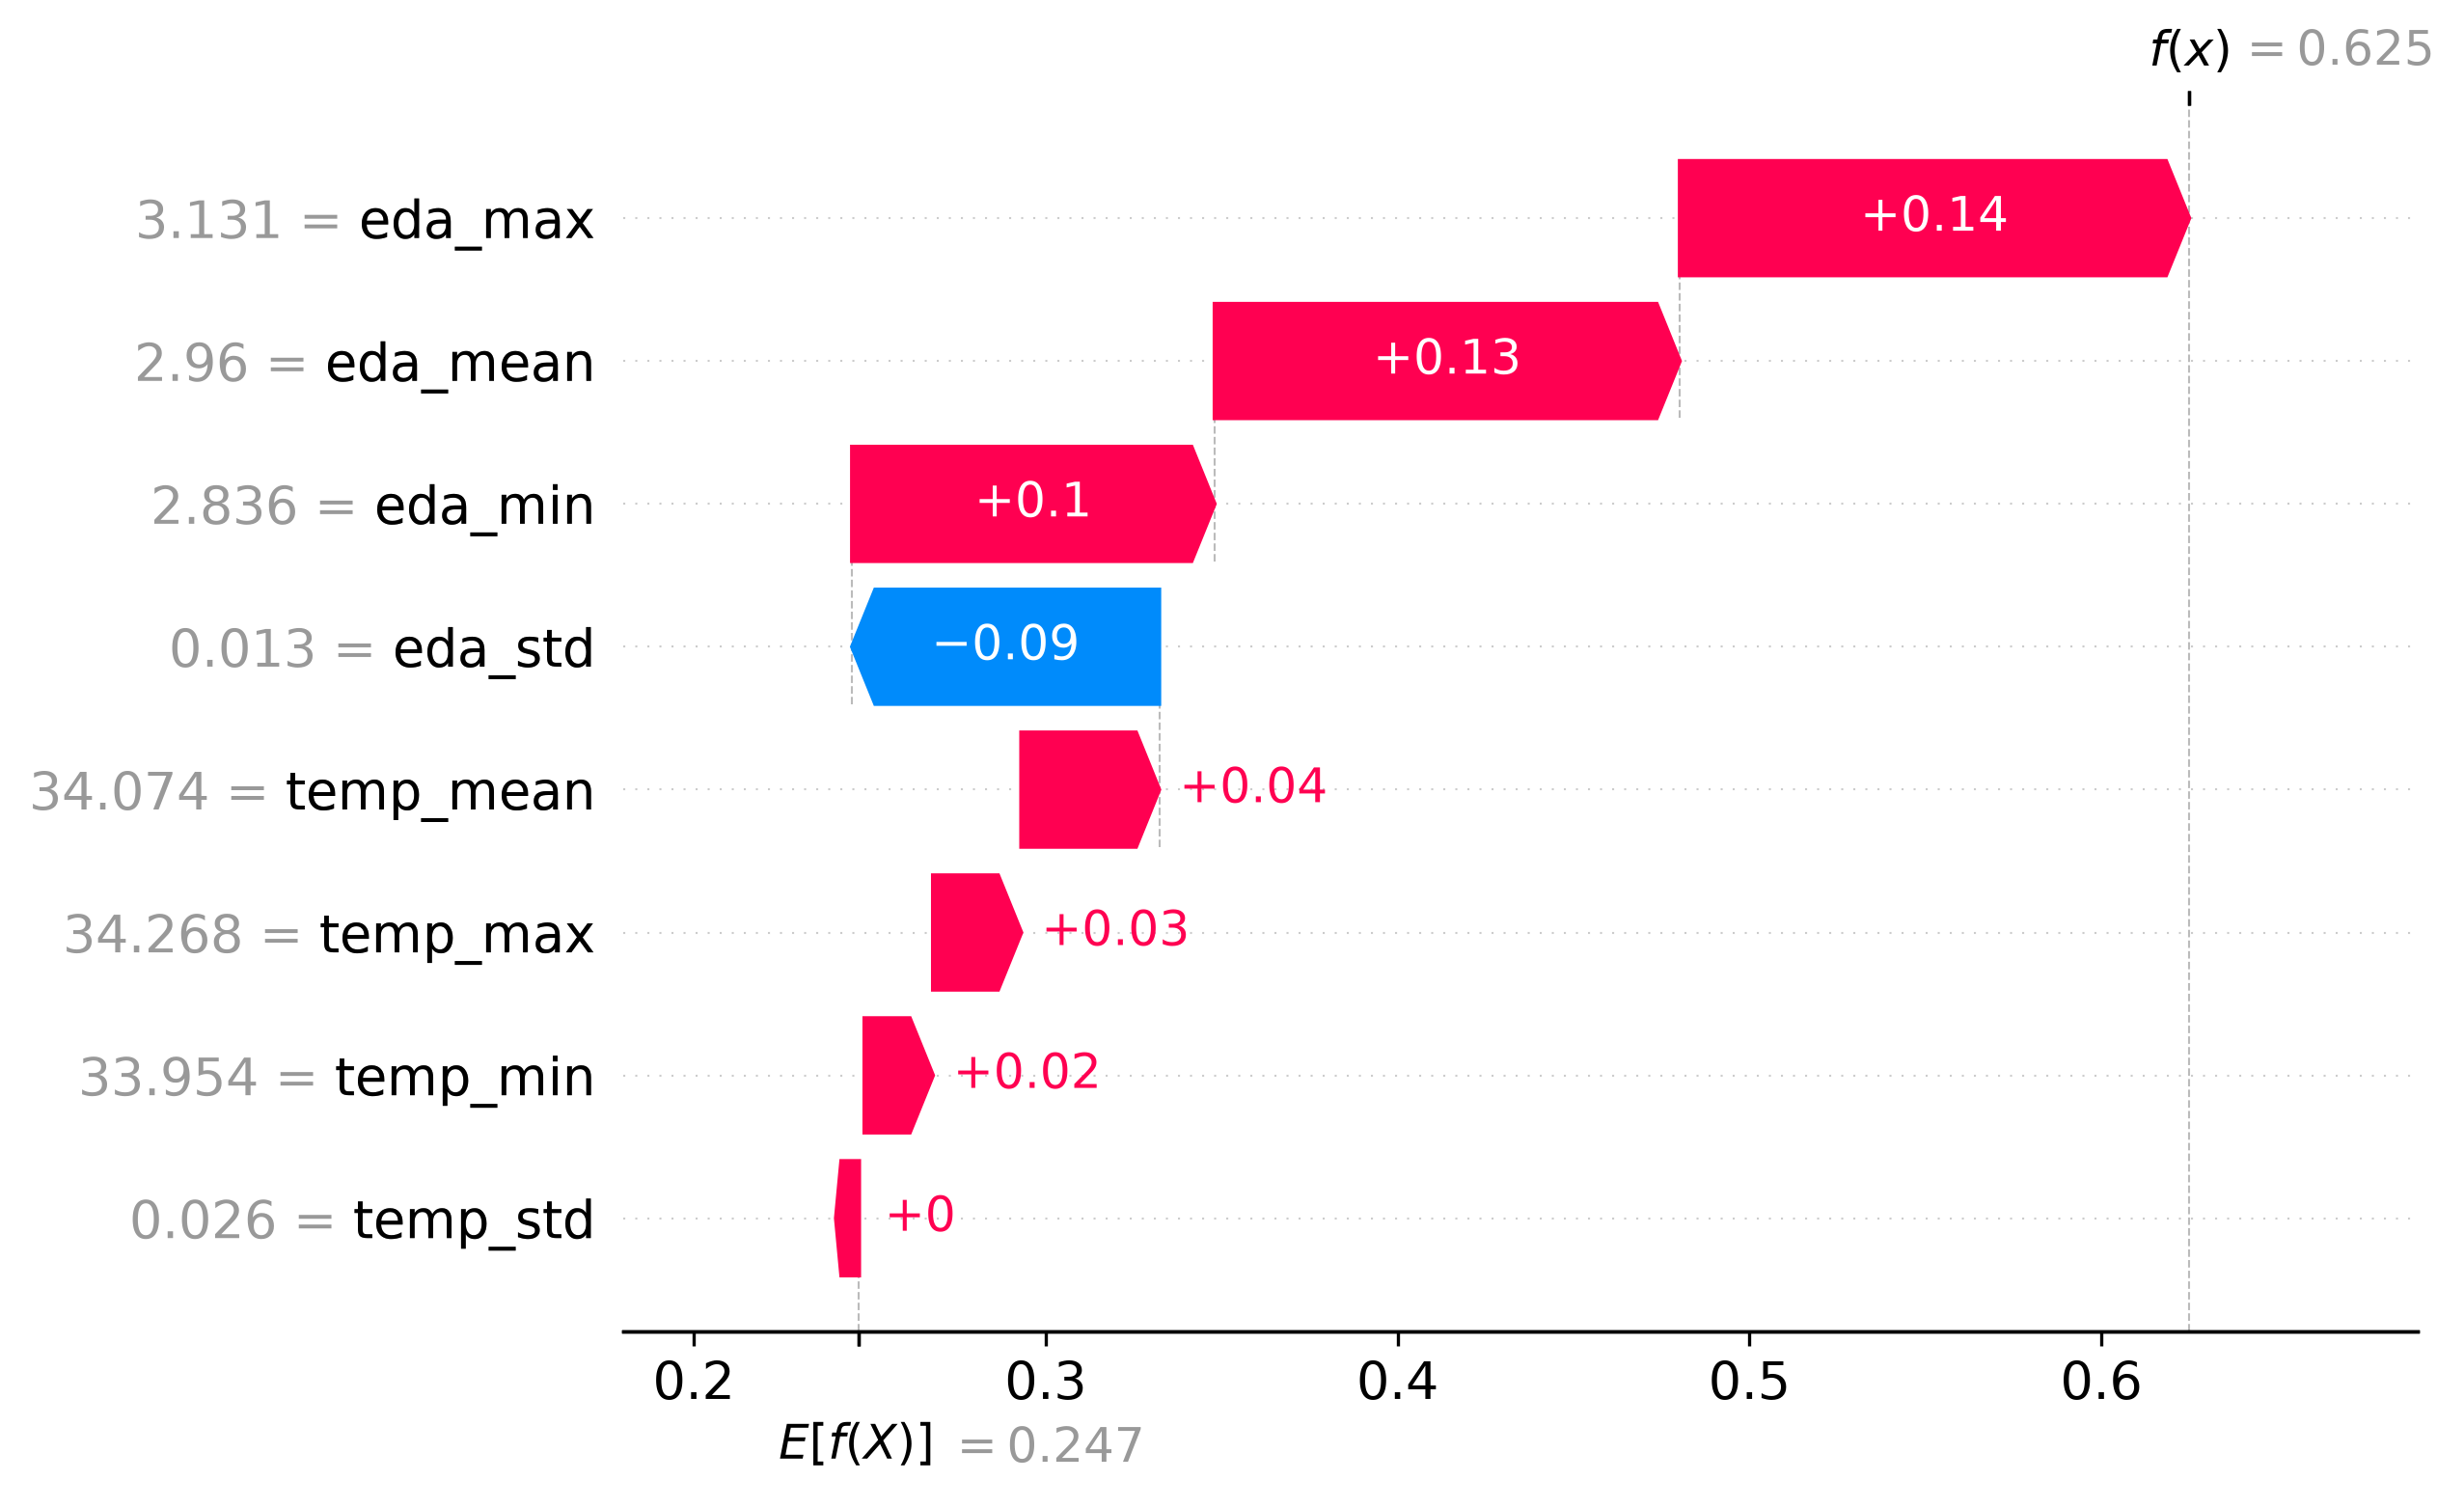 f(x) = 0.625
3.131 = eda_max
+0.14
2.96 = eda_mean
+0.13
2.836 = eda_min
+0.1
0.013 = eda_std
−0.09
34.074 = temp_mean
+0.04
34.268 = temp_max
+0.03
33.954 = temp_min
+0.02
0.026 = temp_std
+0
0.2 0.3 0.4 0.5 0.6
E[f(X)] = 0.247